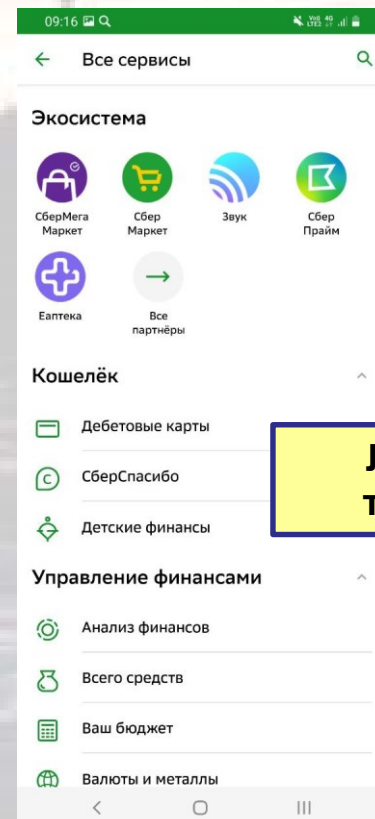 09:16
Все сервисы
Экосистема
СберМега
Маркет
Сбер
Маркет
Звук
Сбер
Прайм
Еаптека
Все
партнёры
Кошелёк
Дебетовые карты
СберСпасибо
Детские финансы
Управление финансами
Анализ финансов
Всего средств
Ваш бюджет
Валюты и металлы